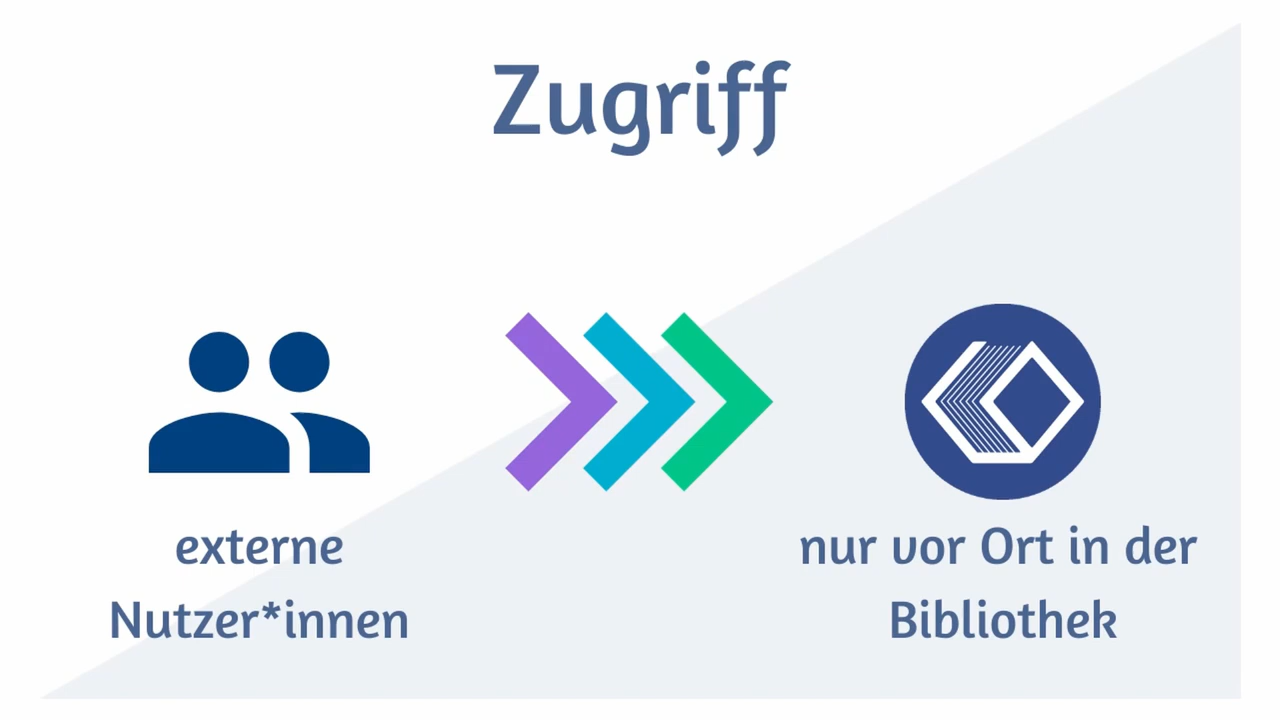 Zugriff
externe
Nutzer*innen
nur vor Ort in der
Bibliothek